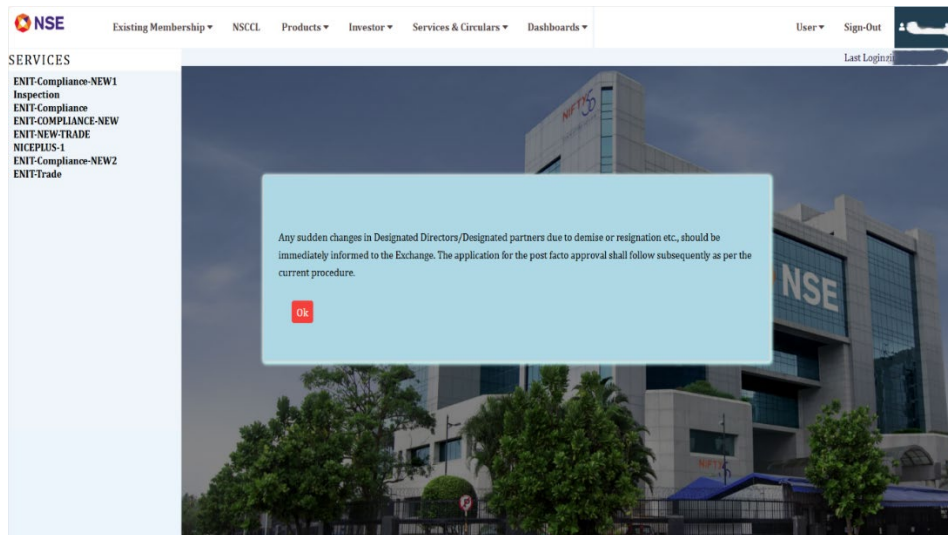 NSE
Existing Membership
NSCCL
Products
Investor
Services & Circulars
Dashboards
User
Sign-Out
SERVICES
Last Login
ENIT-Compliance-NEW1
Inspection
ENIT-Compliance
ENIT-COMPLIANCE-NEW
ENIT-NEW-TRADE
NICEPLUS-1
ENIT-Compliance-NEW2
ENIT-Trade
NIFTY50
Any sudden changes in Designated Directors/Designated partners due to demise or resignation etc., should be
immediately informed to the Exchange. The application for the post facto approval shall follow subsequently as per the
current procedure.
Ok
NSE
NIFTY